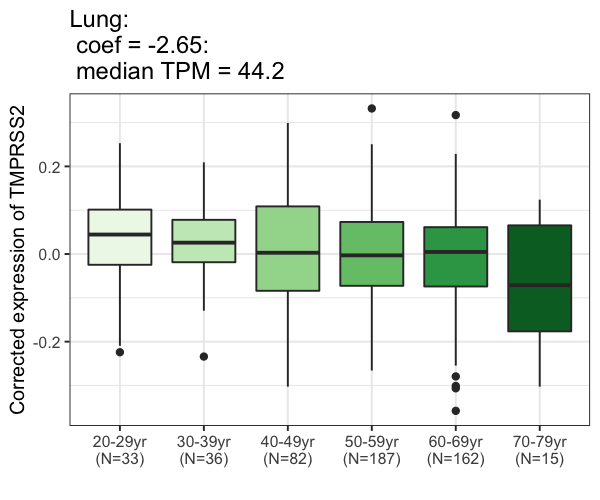 Lung:
coef = -2.65:
median TPM = 44.2
Corrected expression of TMPRSS2
0.2
0.0
-0.2
20-29yr 30-39yr 40-49yr 50-59yr 60-69yr 70-79yr
(N=33) (N=36) (N=82) (N=187) (N=162) (N=15)